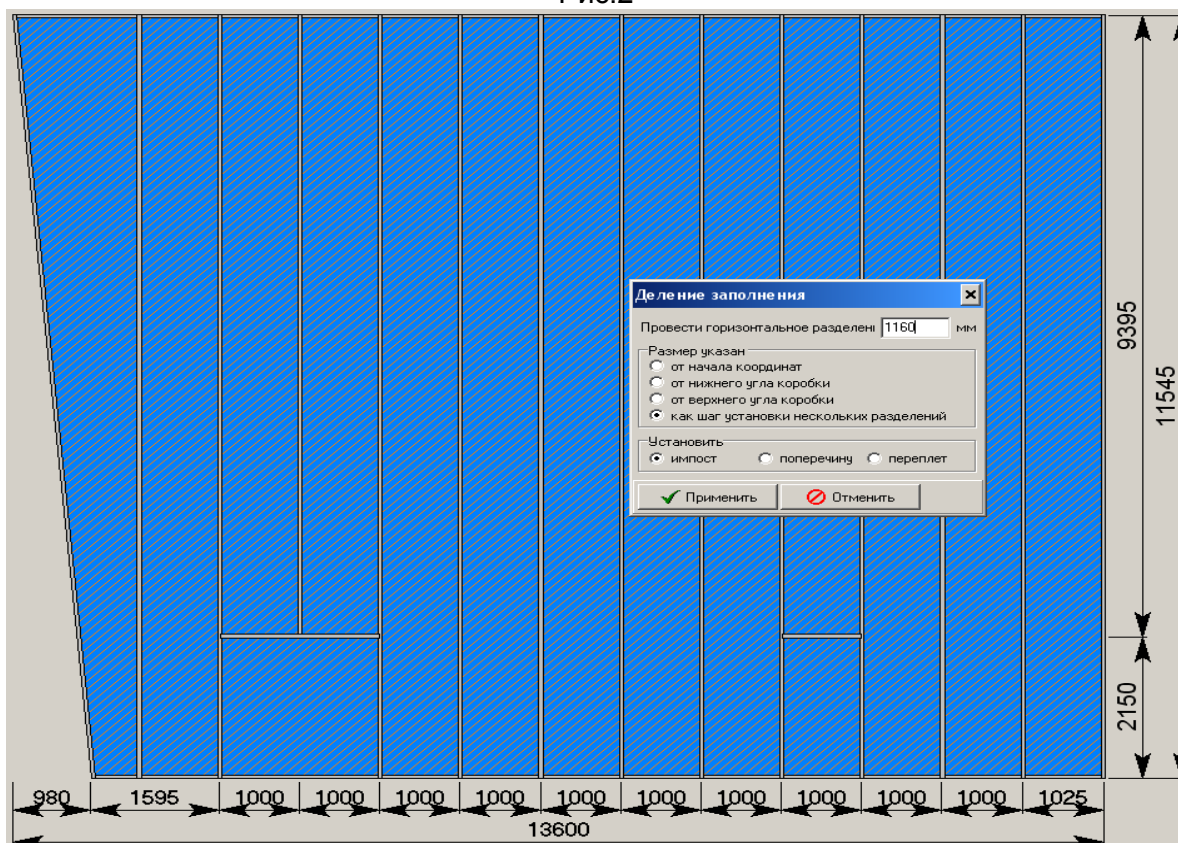 Рис.2
Деление заполнения
Провести горизонтальное разделени 1160 мм
Размер указан
от начала координат
от нижнего угла коробки
от верхнего угла коробки
как шаг установки нескольких разделений
Установить
импост поперечину переплет
Применить Отменить
9395
11545
2150
980 1595 1000 1000 1000 1000 1000 1000 1000 1000 1000 1000 1025
13600